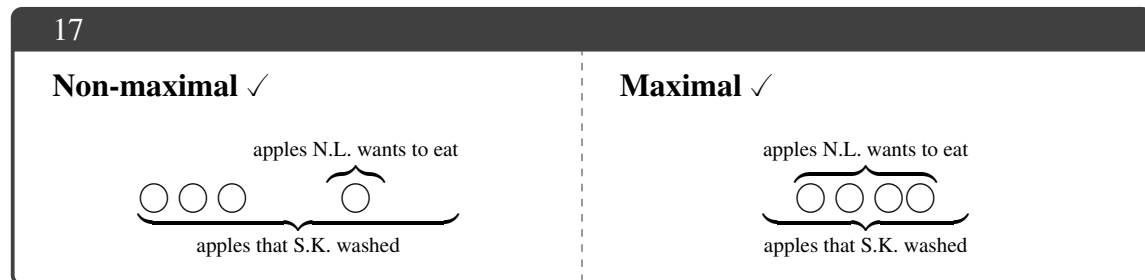 17
Non-maximal ✓
apples N.L. wants to eat
apples that S.K. washed
Maximal ✓
apples N.L. wants to eat
apples that S.K. washed